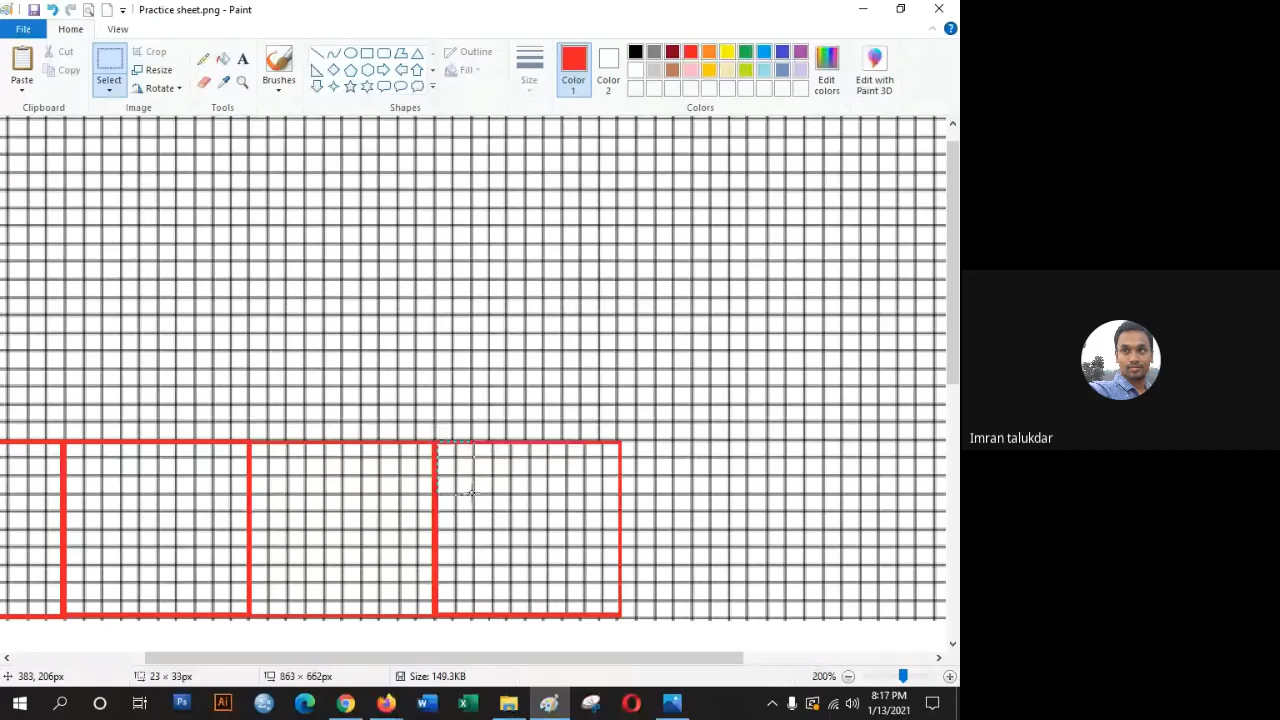 Practice sheet.png - Paint
File
Home
View
Paste
Cut
Copy
Clipboard
Select
Crop
Resize
Rotate
Image
Tools
Brushes
Outline
Fill
Shapes
Size
Color
1
Color
2
Edit
colors
Edit with
Paint 3D
Colors
Imran talukdar
383, 206px
23 × 33px
863 × 662px
Size: 149.3KB
200%
8:17 PM
1/13/2021